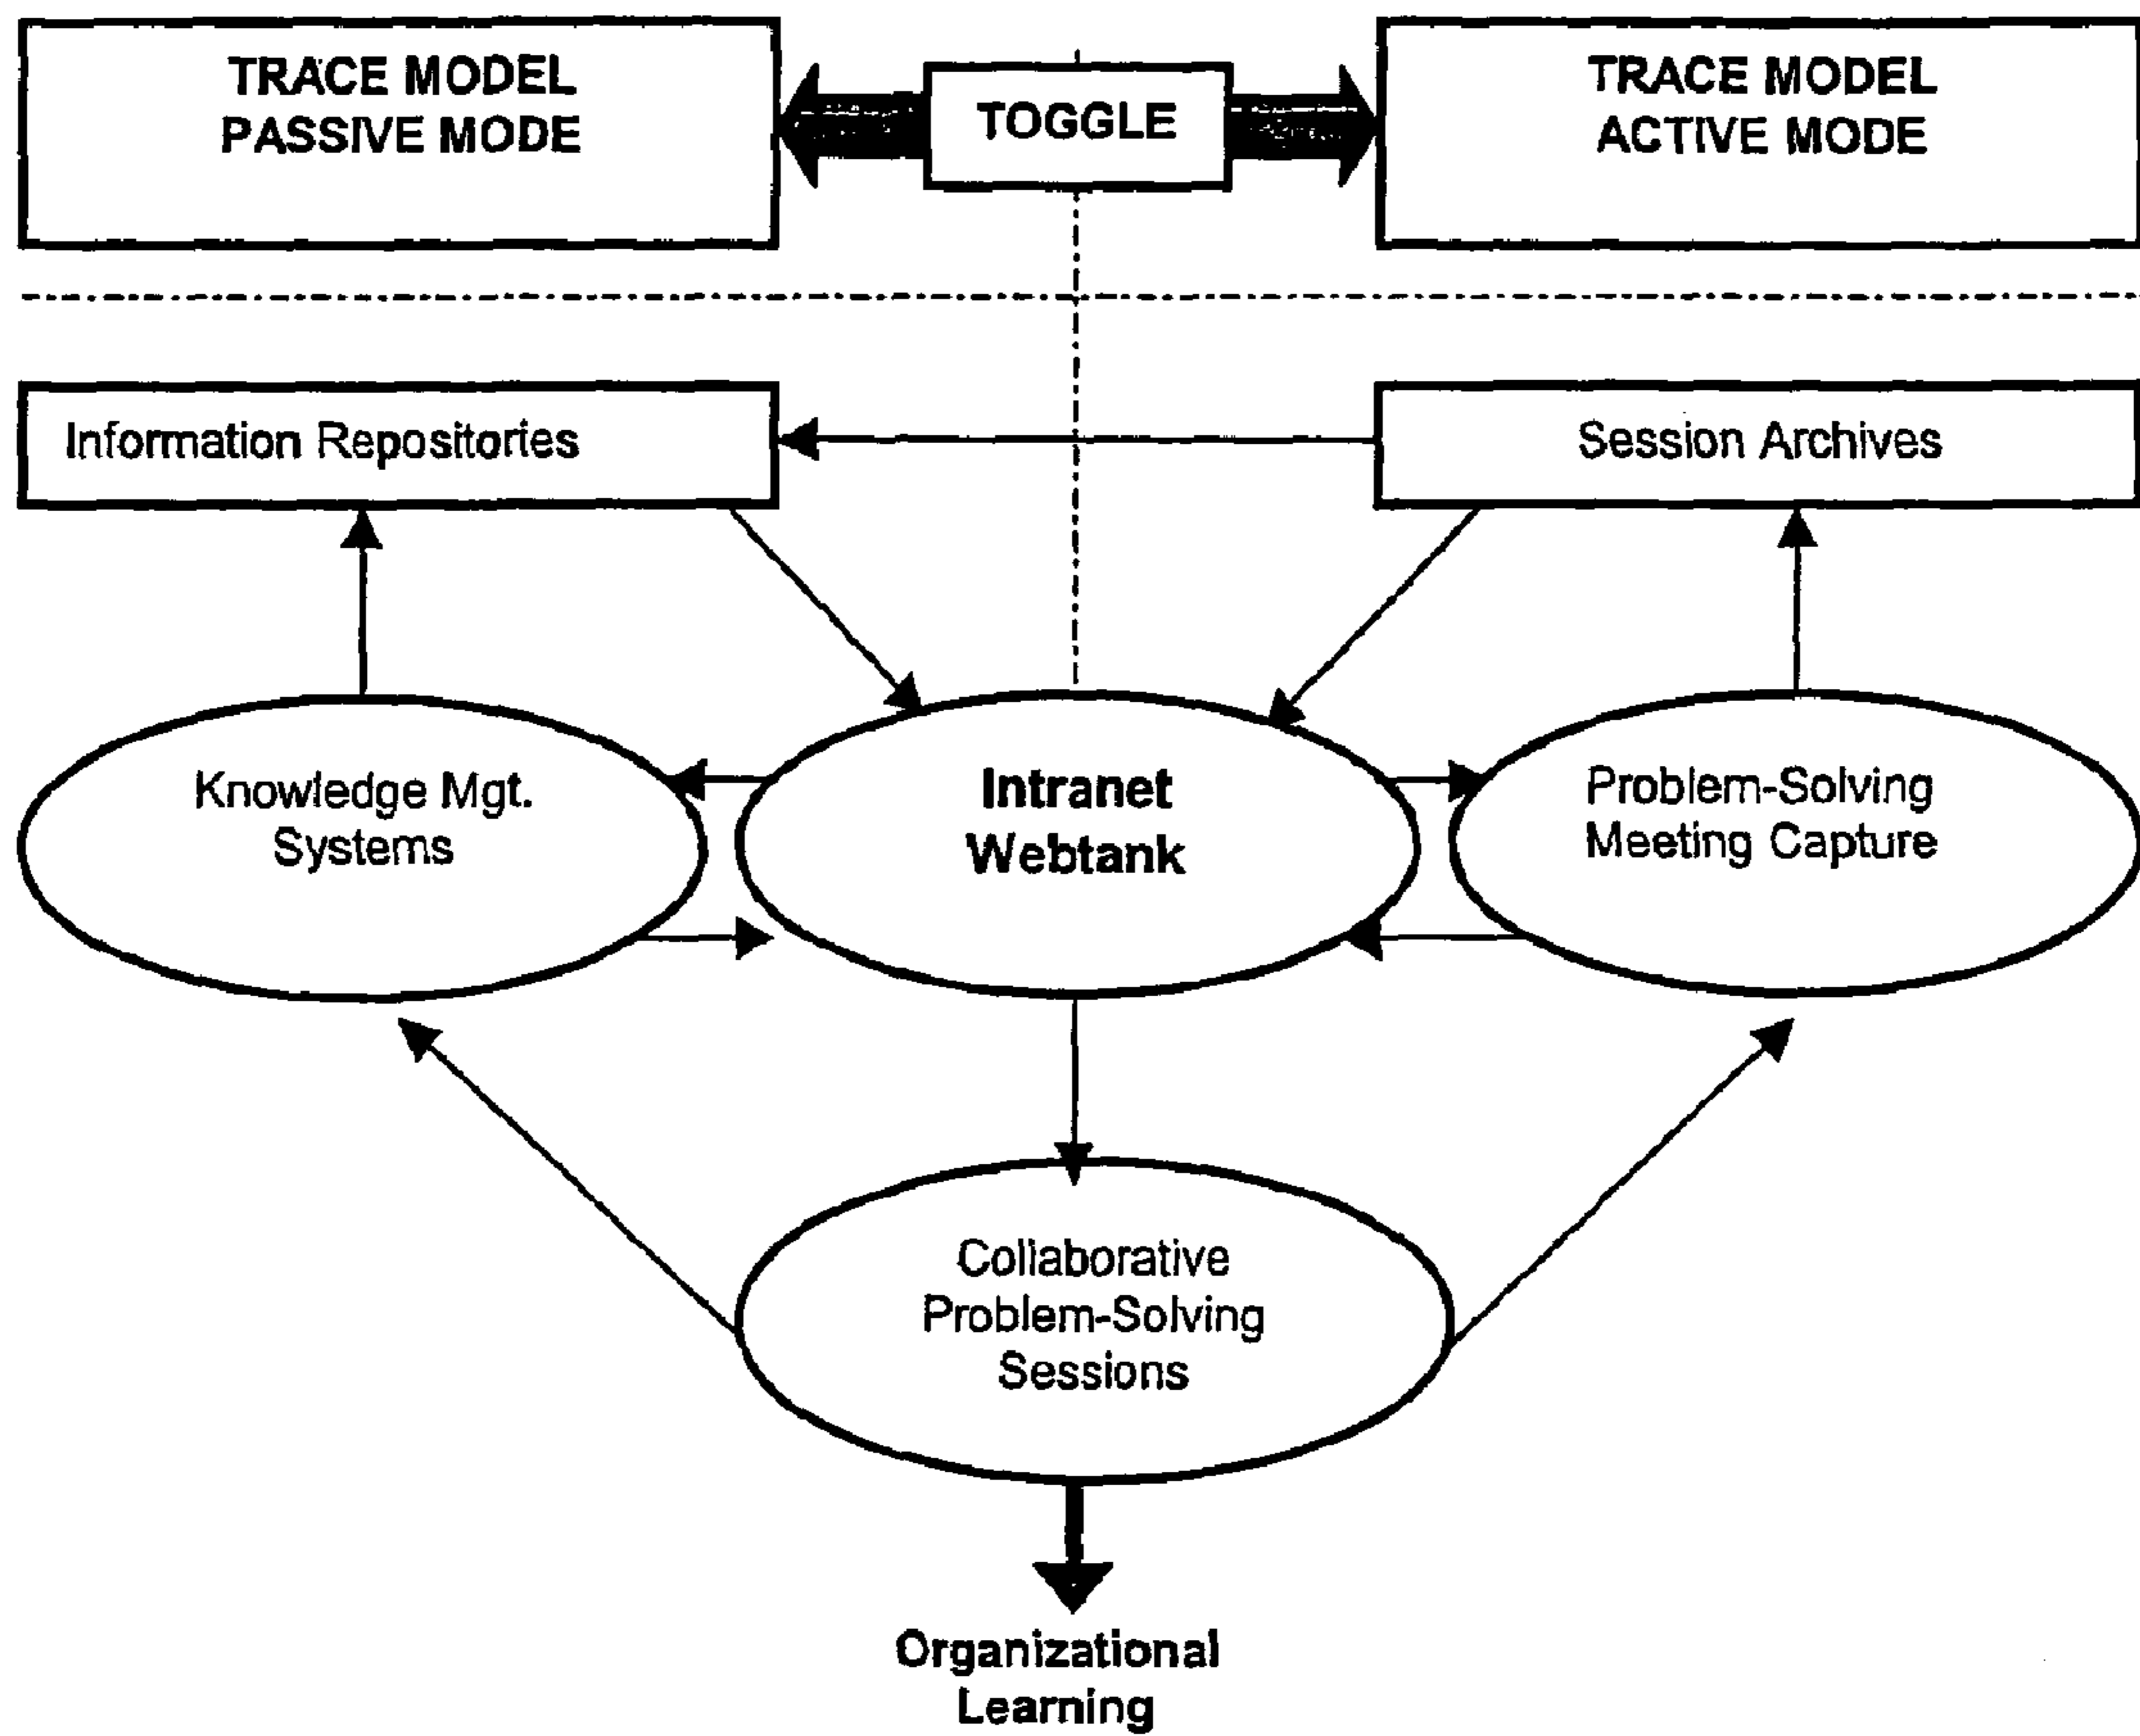 TRACE MODEL
PASSIVE MODE
TOGGLE
TRACE MODEL
ACTIVE MODE
Information Repositories
Session Archives
Knowledge Mgt.
Systems
Intranet
Webtank
Problem-Solving
Meeting Capture
Collaborative
Problem-Solving
Sessions
Organizational
Learning